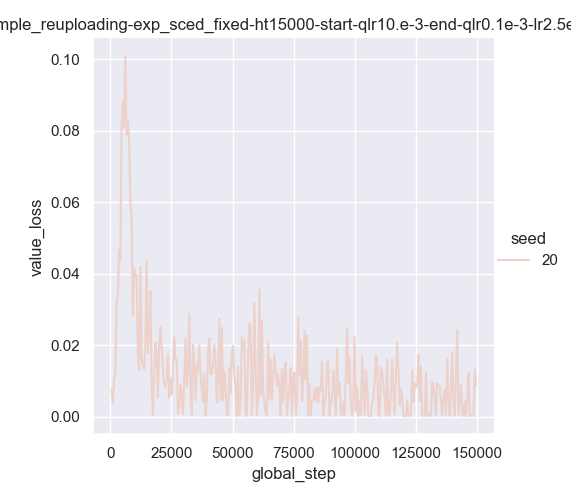 mple_reuploading-exp_sced_fixed-ht15000-start-qlr10.e-3-end-qlr0.1e-3-lr2.5e
0.10
0.08
0.06
0.04
0.02
0.00
value_loss
0 25000 50000 75000 100000 125000 150000
global_step
seed
20